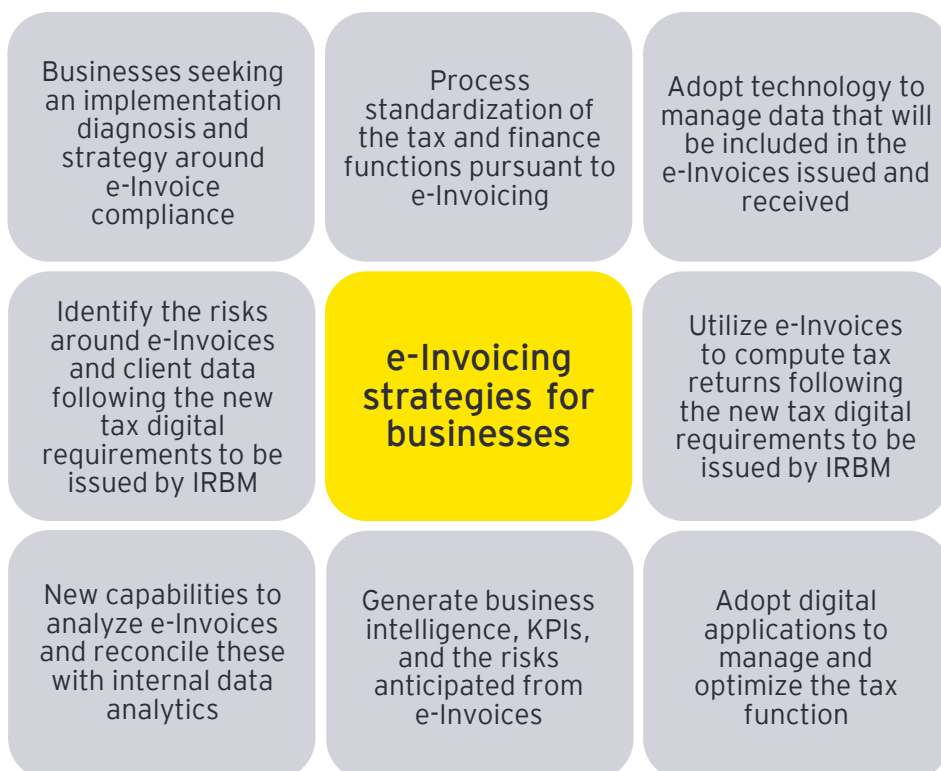 Businesses seeking
an implementation
diagnosis and
strategy around
e-Invoice
compliance
Process
standardization of
the tax and finance
functions pursuant to
e-Invoicing
Adopt technology to
manage data that will
be included in the
e-Invoices issued and
received
Identify the risks
around e-Invoices
and client data
following the new
tax digital
requirements to be
issued by IRBM
e-Invoicing
strategies for
businesses
Utilize e-Invoices
to compute tax
returns following
the new tax digital
requirements to be
issued by IRBM
New capabilities to
analyze e-Invoices
and reconcile these
with internal data
analytics
Generate business
intelligence, KPIs,
and the risks
anticipated from
e-Invoices
Adopt digital
applications to
manage and
optimize the tax
function